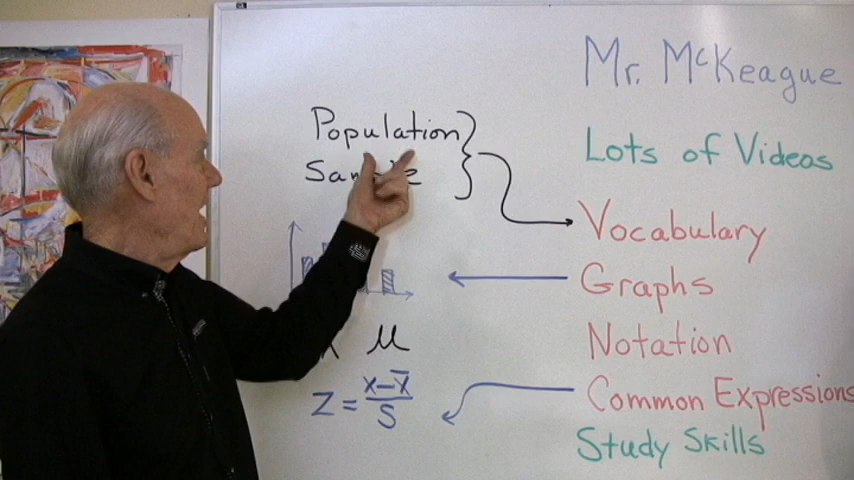 Mr. McKeague
Population
Lots of Videos
Vocabulary
Graphs
μ
Notation
Z = x-x̄/S
Common Expressions
Study Skills